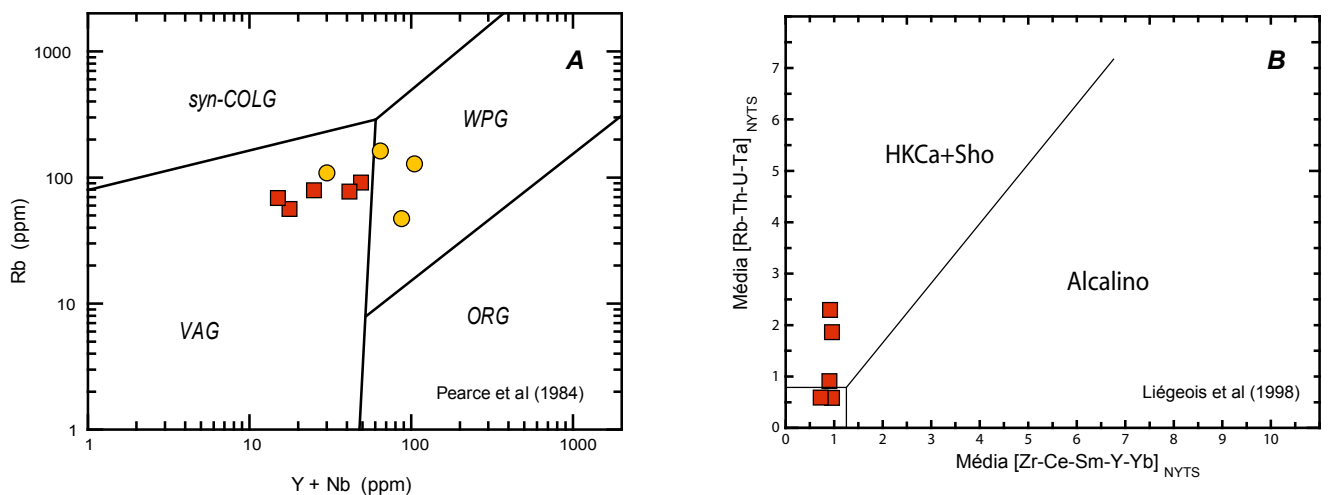 A
1000
100
10
1
Rb (ppm)
syn-COLG
WPG
VAG
ORG
Pearce et al (1984)
1
10
100
1000
Y + Nb (ppm)
B
7
6
5
4
3
2
1
0
Média [Rb-Th-U-Ta] NYTS
HKCa+Sho
Alcalino
Liégeois et al (1998)
0
1
2
3
4
5
6
7
8
9
10
Média [Zr-Ce-Sm-Y-Yb] NYTS